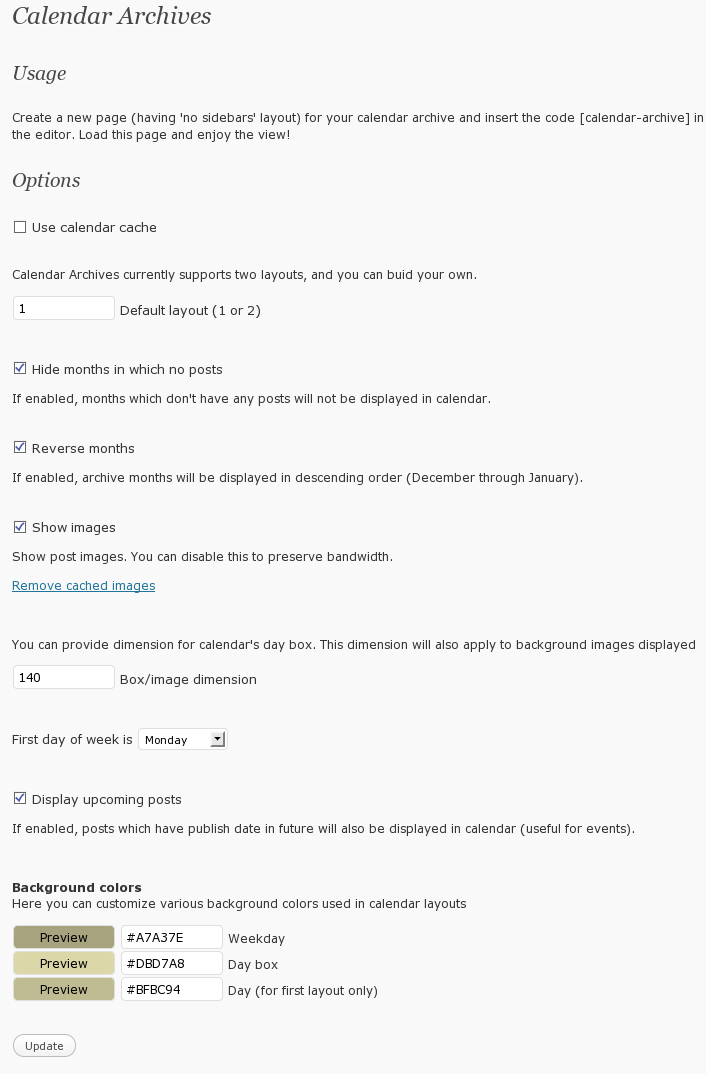 Calendar Archives
Usage
Create a new page (having 'no sidebars' layout) for your calendar archive and insert the code [calendar-archive] in
the editor. Load this page and enjoy the view!
Options
Use calendar cache
Calendar Archives currently supports two layouts, and you can buid your own.
1 Default layout (1 or 2)
Hide months in which no posts
If enabled, months which don't have any posts will not be displayed in calendar.
Reverse months
If enabled, archive months will be displayed in descending order (December through January).
Show images
Show post images. You can disable this to preserve bandwidth.
Remove cached images
You can provide dimension for calendar's day box. This dimension will also apply to background images displayed
140 Box/image dimension
First day of week is Monday
Display upcoming posts
If enabled, posts which have publish date in future will also be displayed in calendar (useful for events).
Background colors
Here you can customize various background colors used in calendar layouts
Preview #A7A37E Weekday
Preview #DBD7A8 Day box
Preview #BFBC94 Day (for first layout only)
Update